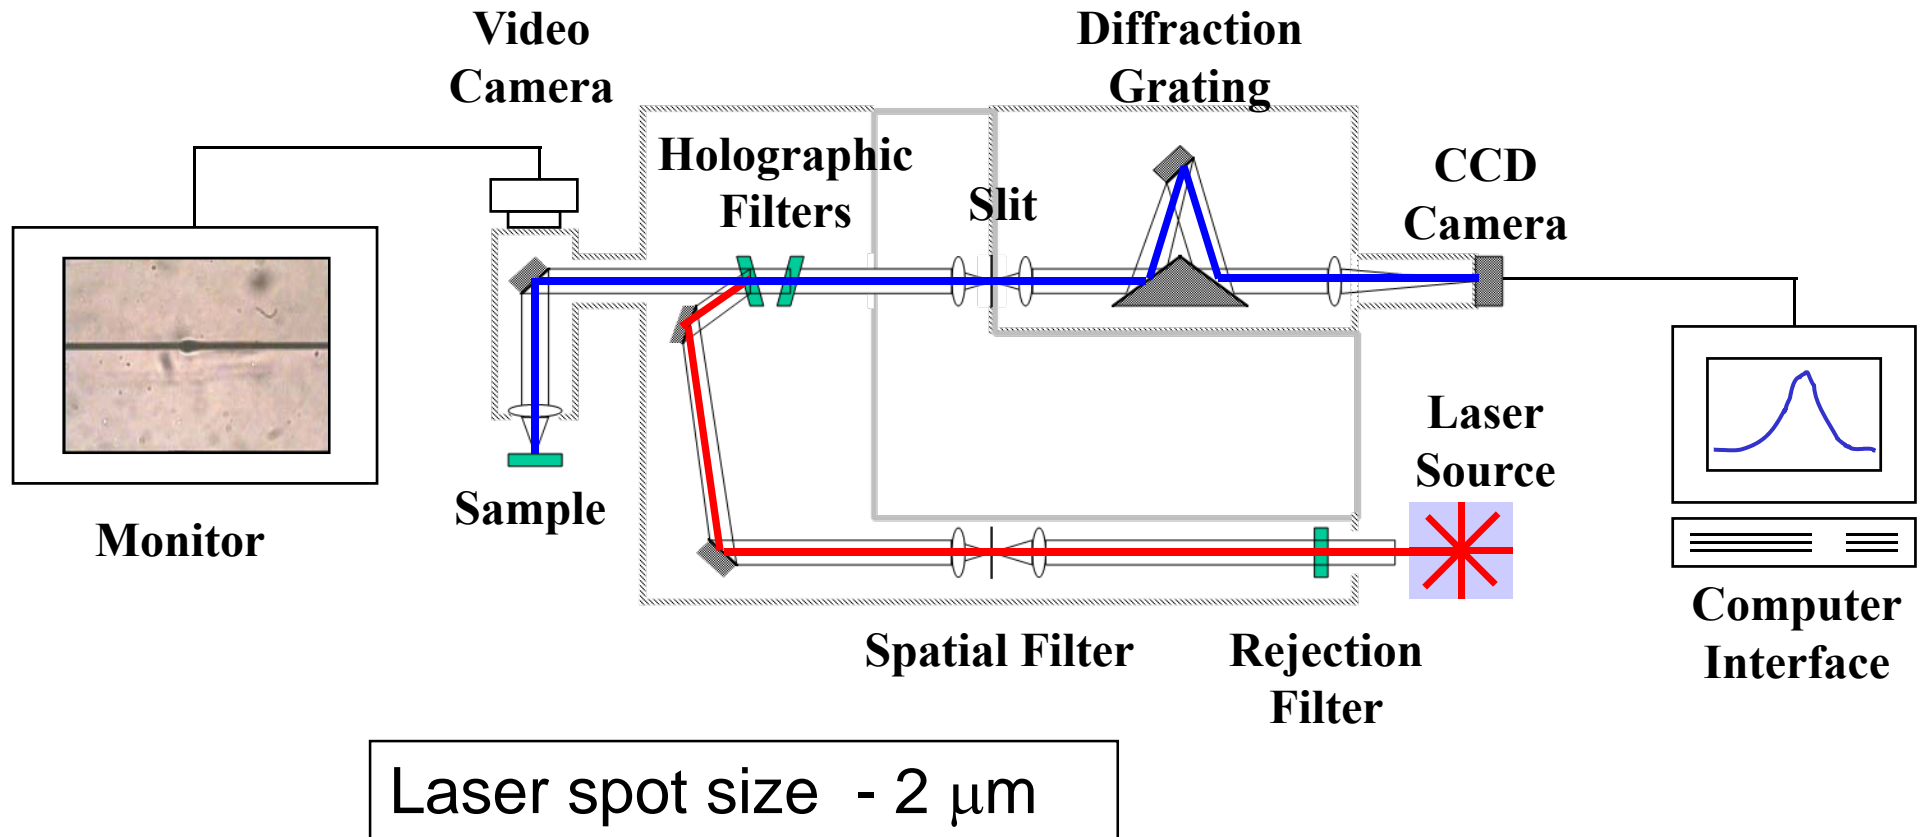 Video
Camera
Diffraction
Grating
Holographic
Filters
Slit
CCD
Camera
Laser
Source
Monitor
Sample
Computer
Interface
Spatial Filter
Rejection
Filter
Laser spot size - 2 μm